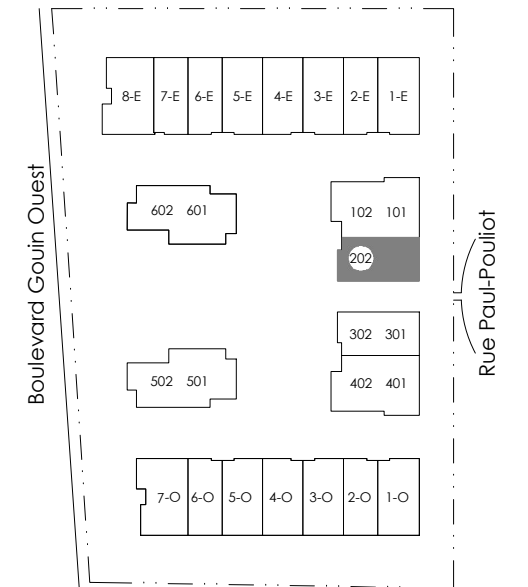 8-E 7-E 6-E 5-E 4-E 3-E 2-E 1-E
602 601
102 101
202
Boulevard Gouin Ouest
Rue Paul-Pouliot
302 301
502 501
402 401
7-O 6-O 5-O 4-O 3-O 2-O 1-O